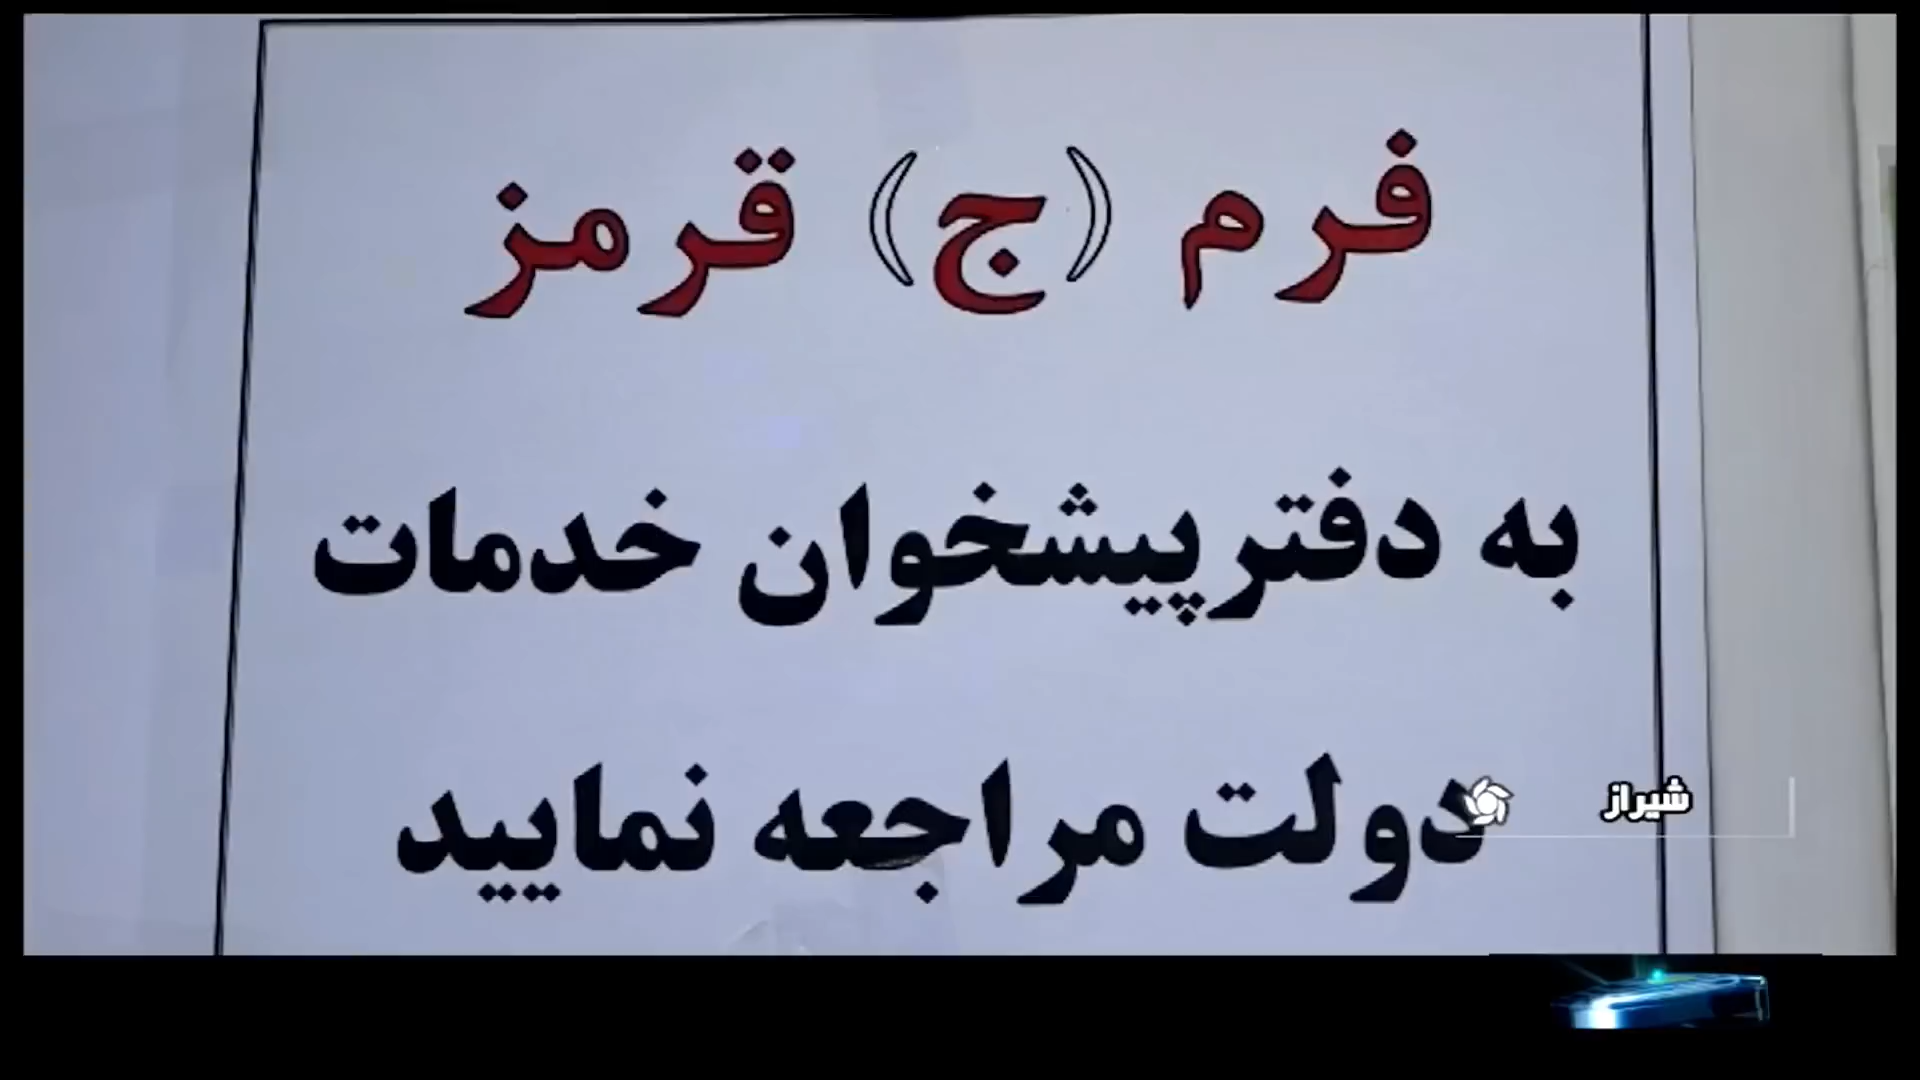 فرم (ج) قرمز
به دفترپیشخوان خدمات
دولت مراجعه نمایید
شیراز